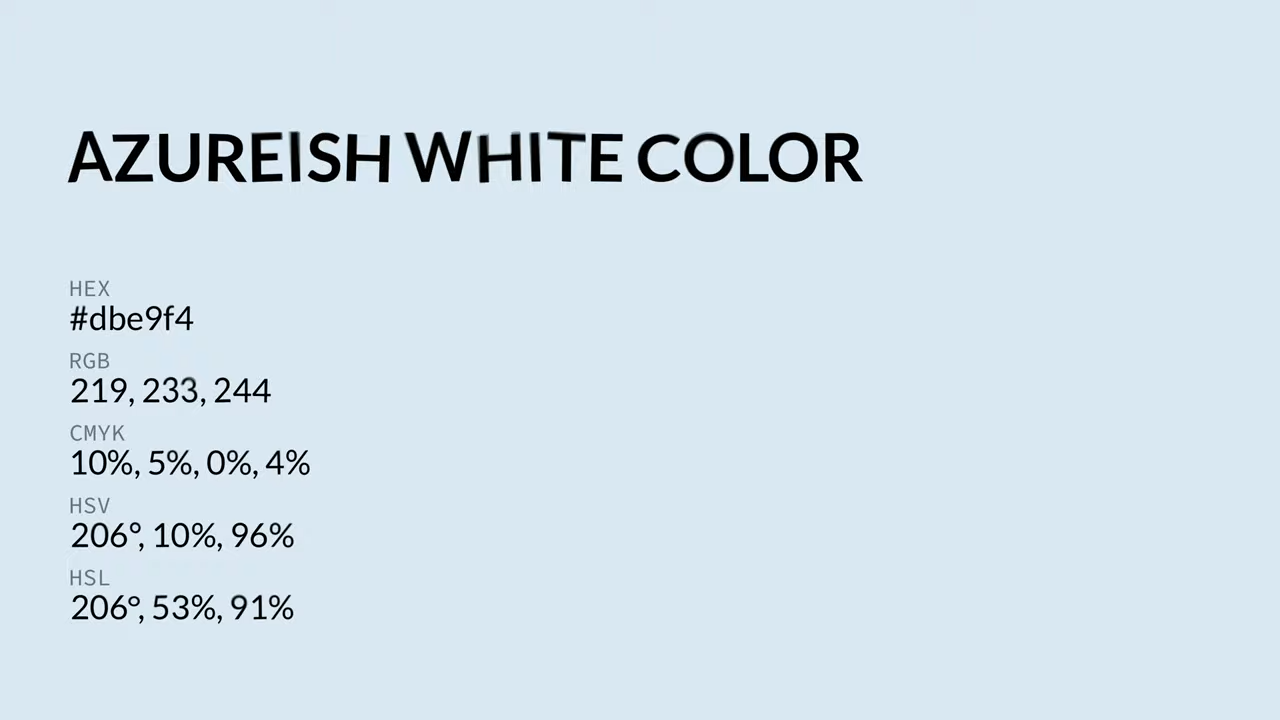 AZUREISH WHITE COLOR
HEX
#dbe9f4
RGB
219, 233, 244
CMYK
10%, 5%, 0%, 4%
HSV
206°, 10%, 96%
HSL
206°, 53%, 91%